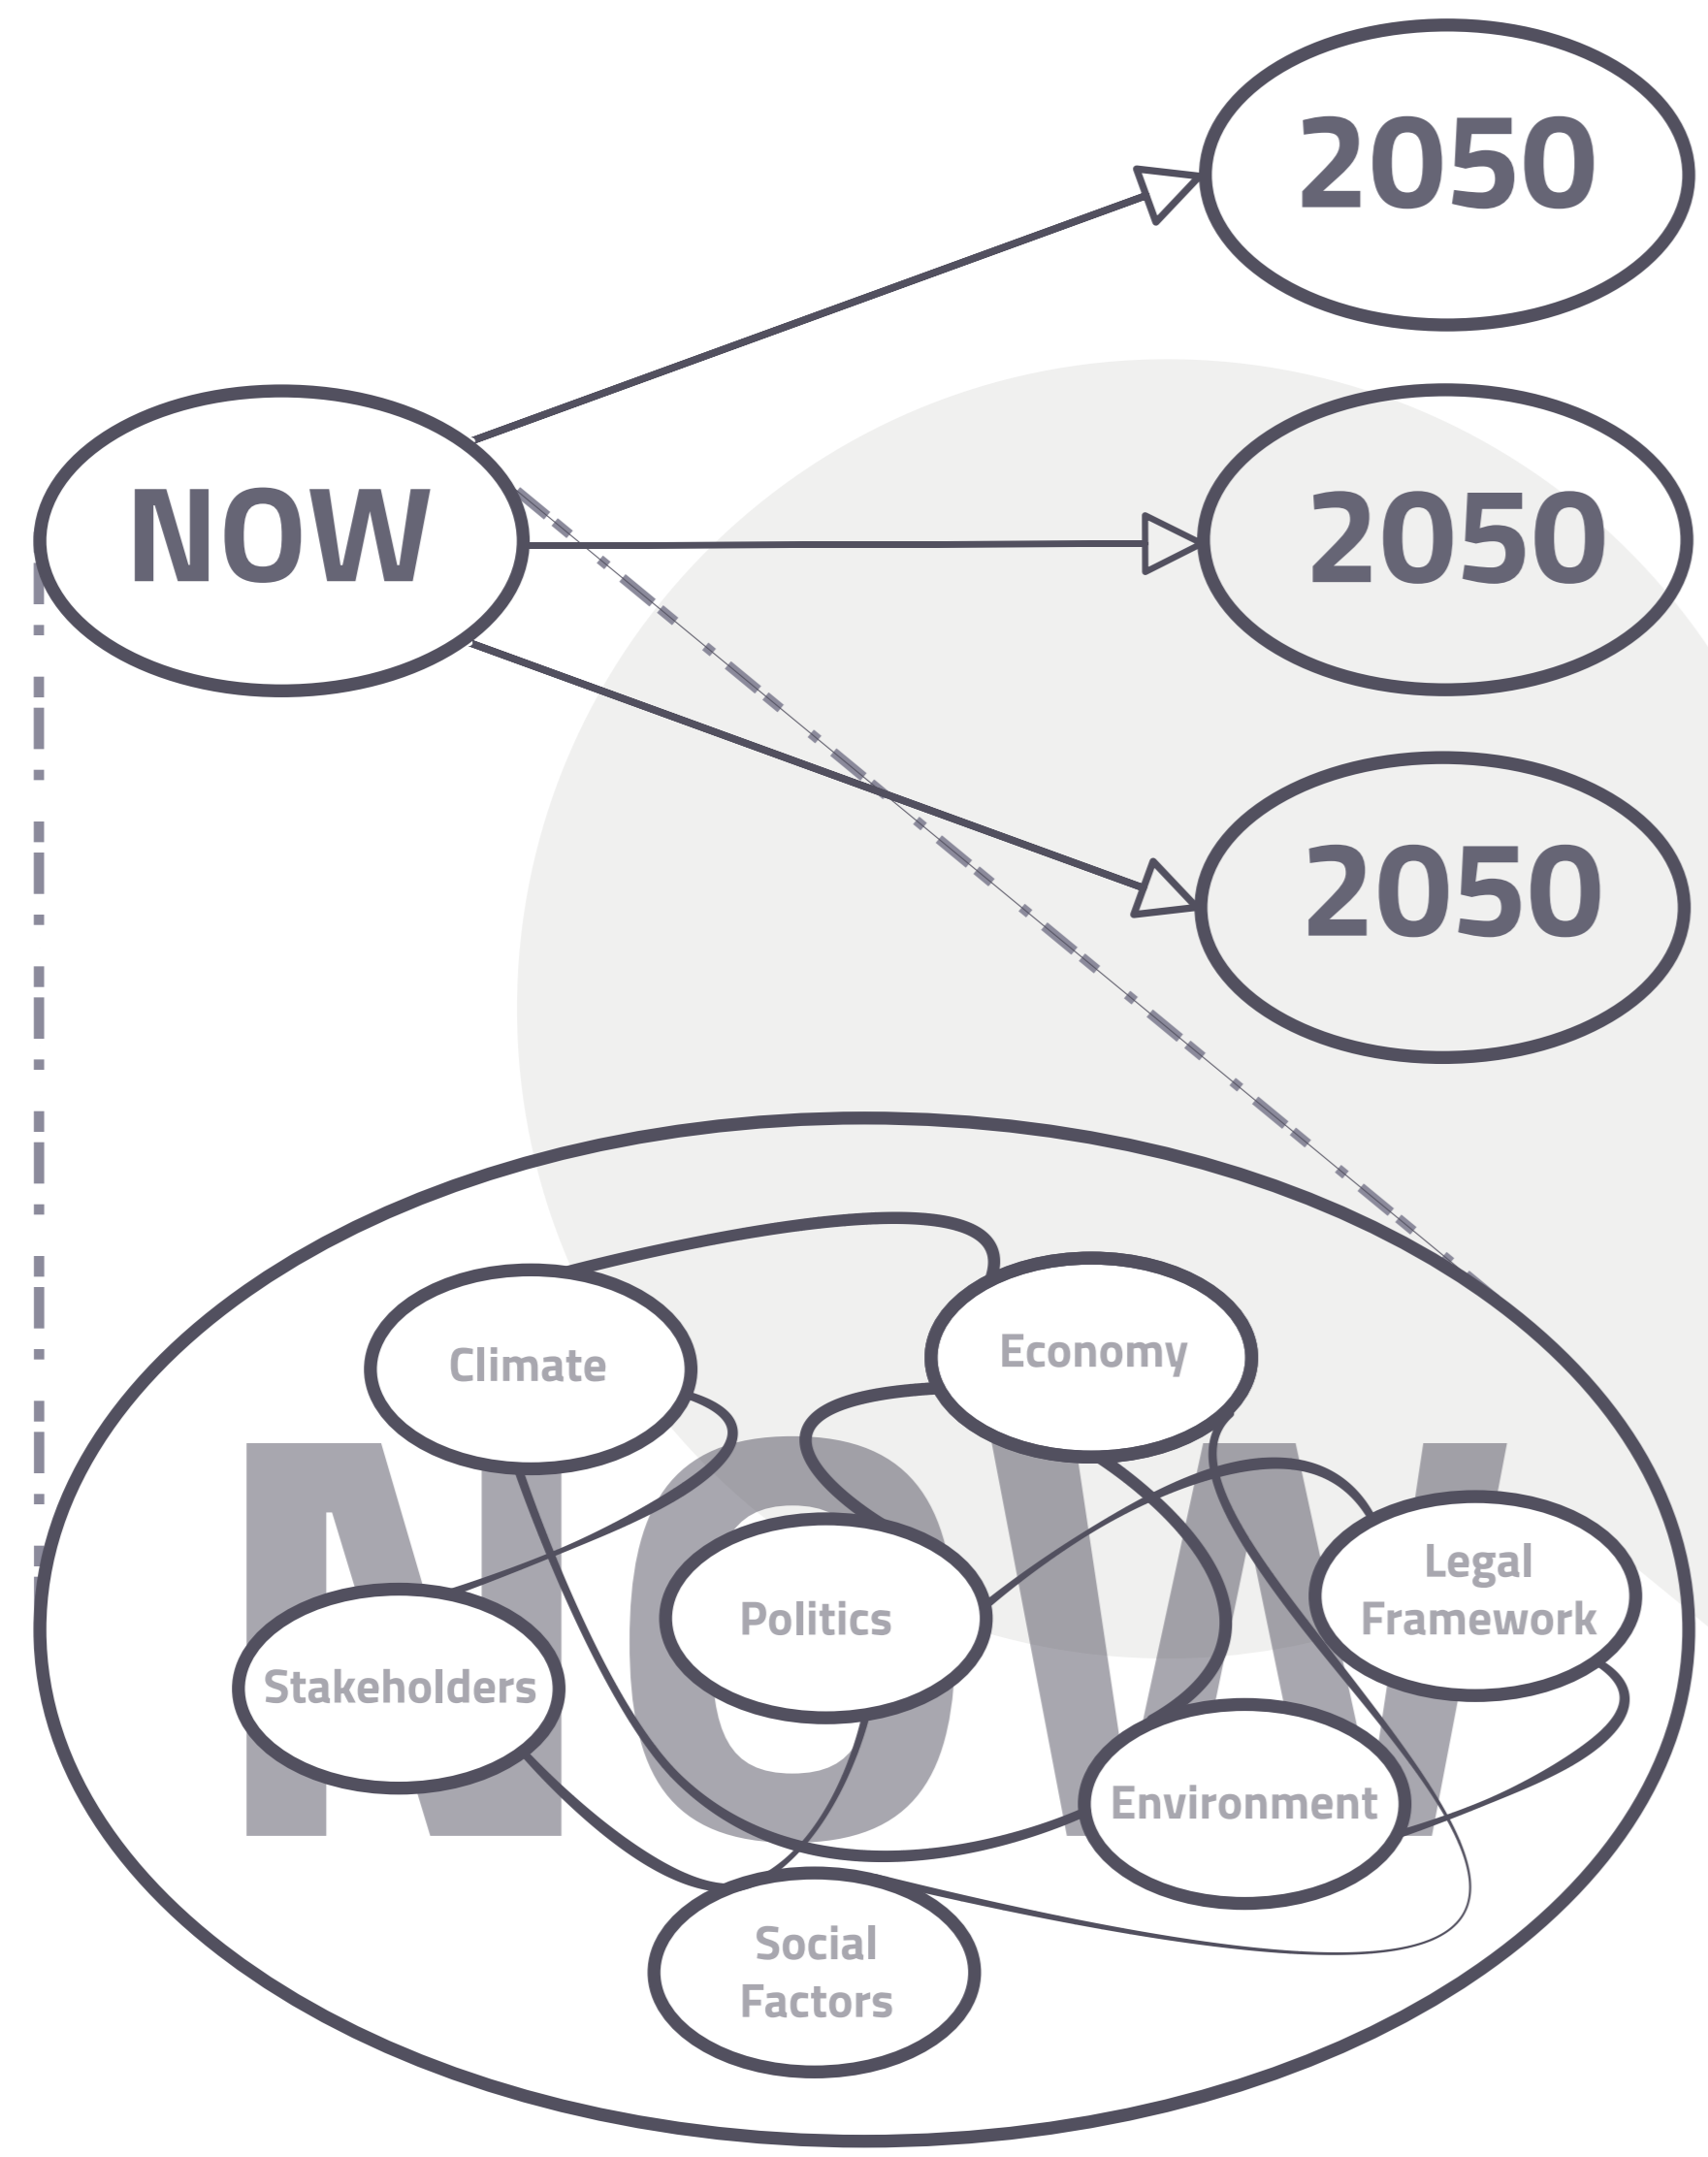 2050
NOW
2050
2050
NOW
Climate
Economy
Legal
Framework
Politics
Stakeholders
Environment
Social
Factors